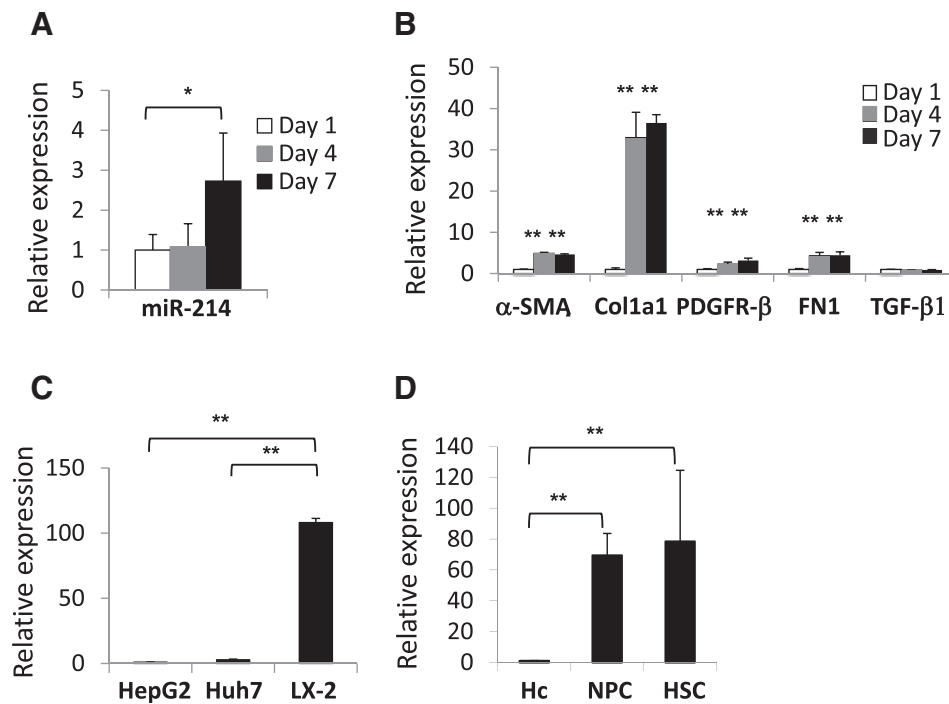 A
Relative expression
5
4
3
2
1
0
*
Day 1
Day 4
Day 7
miR-214
B
Relative expression
50
40
30
20
10
0
** **
** **
** **
** **
Day 1
Day 4
Day 7
α-SMA Col1a1 PDGFR-β FN1 TGF-β1
C
Relative expression
150
100
50
0
**
**
HepG2 Huh7 LX-2
D
Relative expression
140
120
100
80
60
40
20
0
**
**
Hc NPC HSC